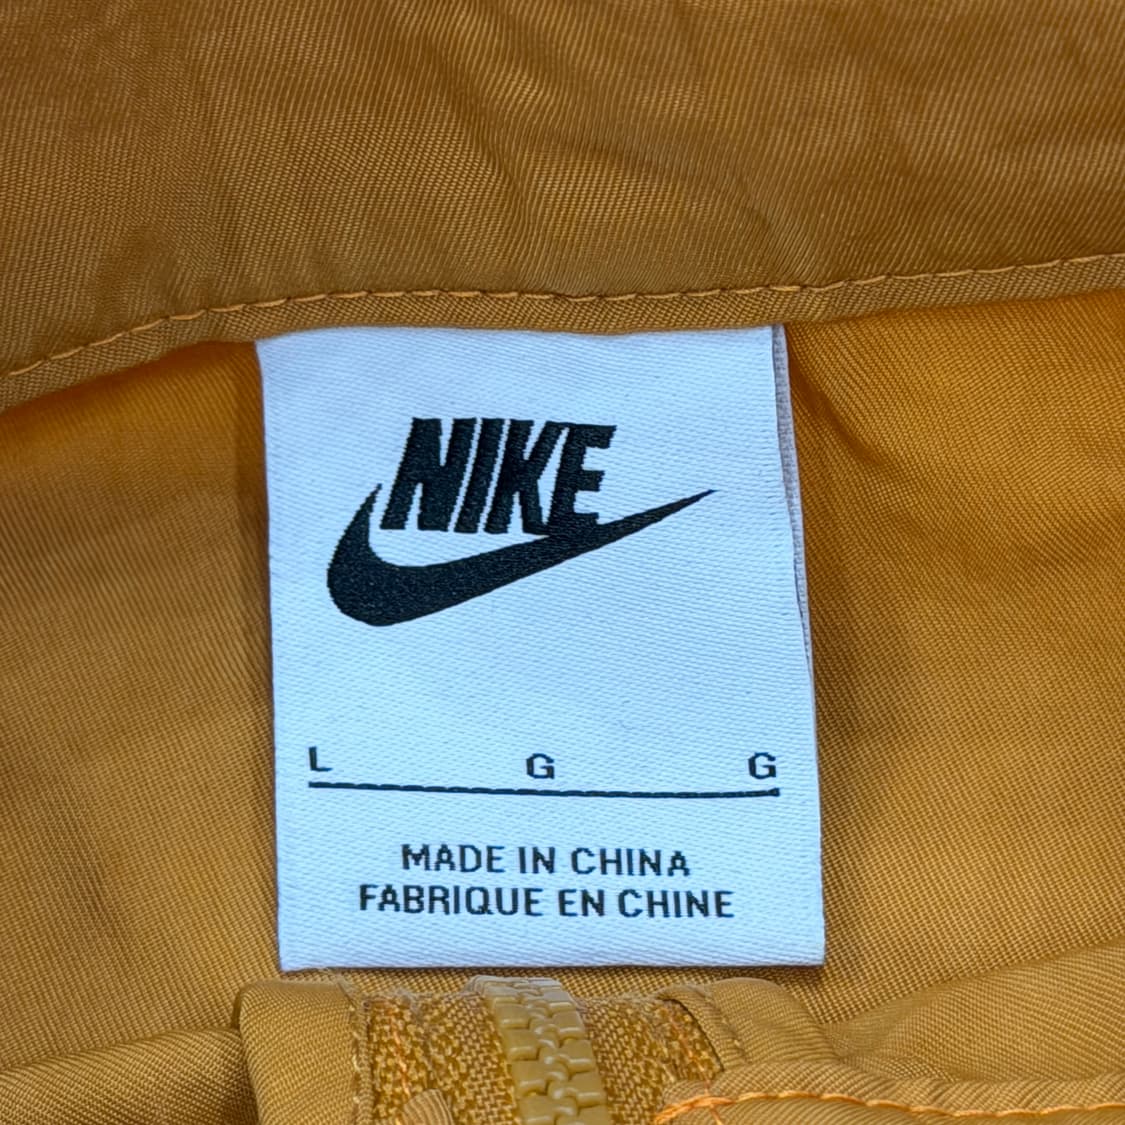 NIKE
L G G
MADE IN CHINA
FABRIQUE EN CHINE